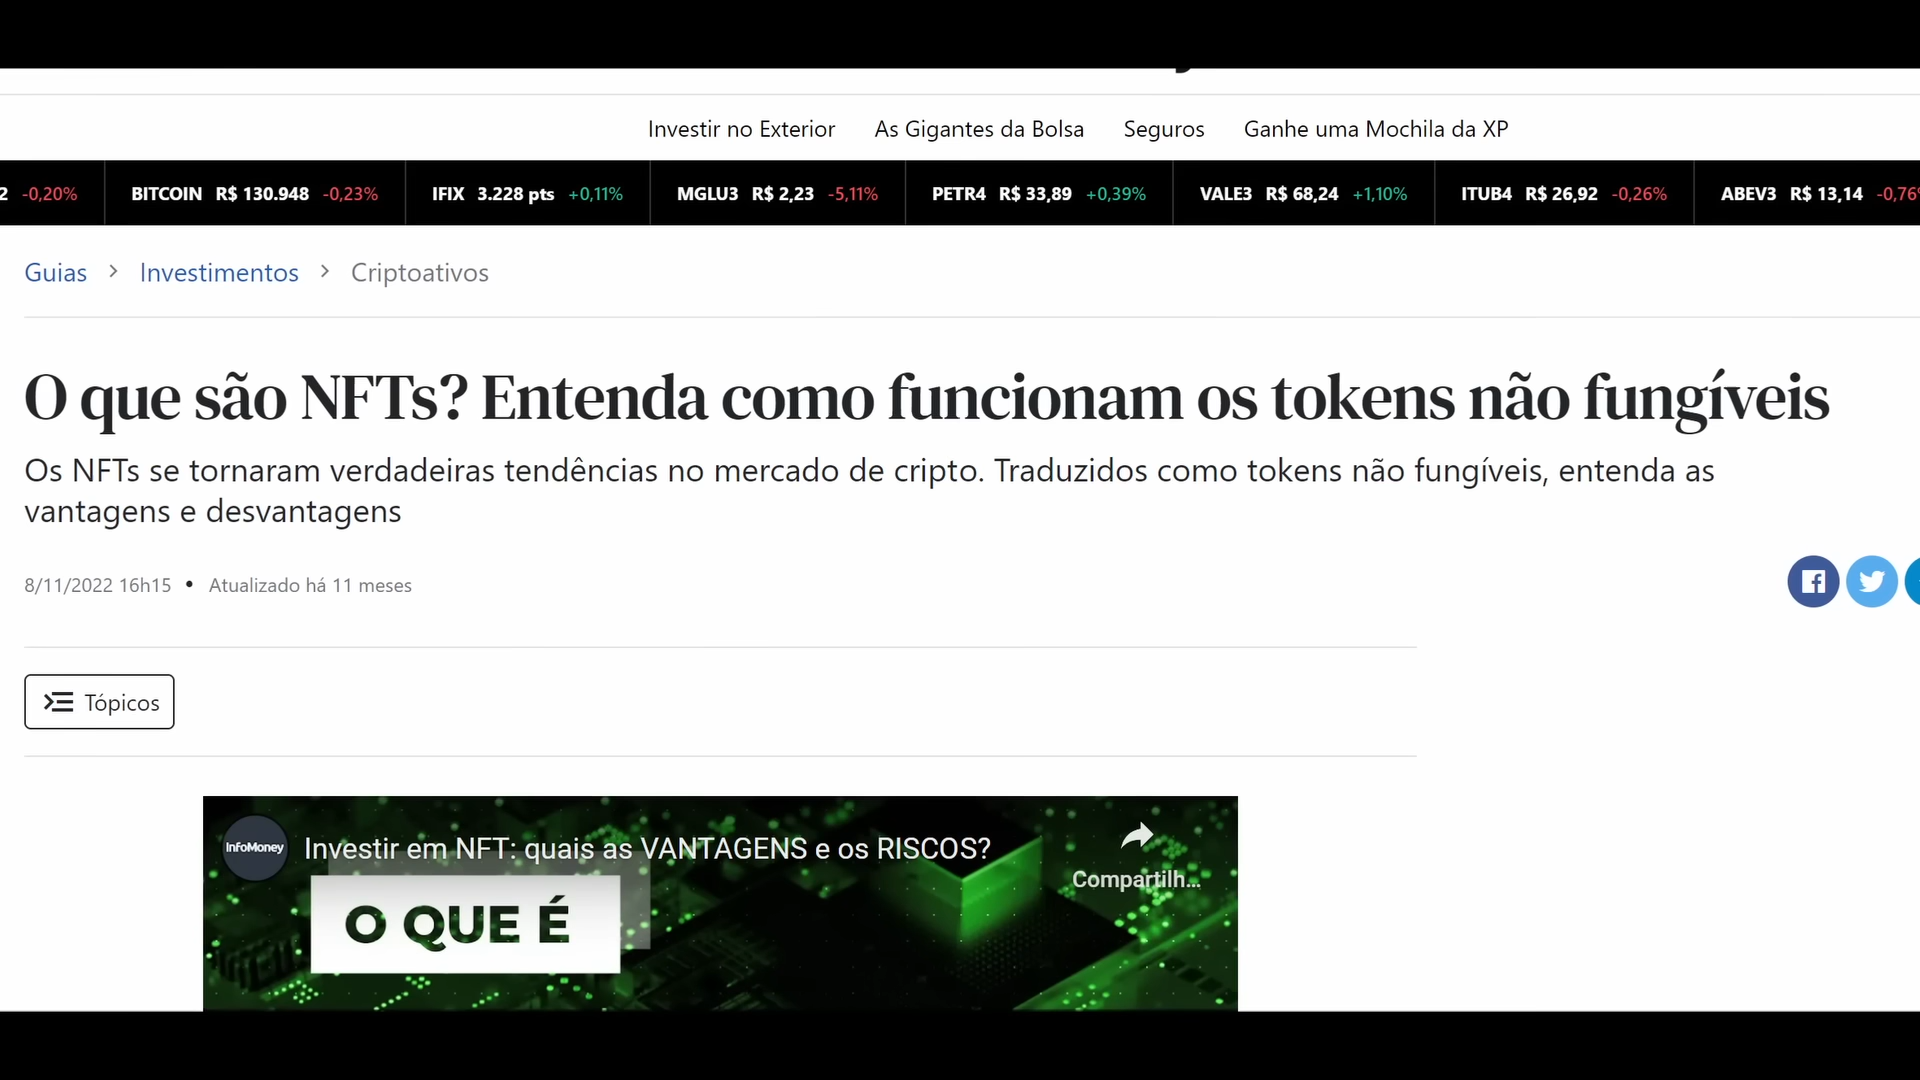 Investir no Exterior As Gigantes da Bolsa Seguros Ganhe uma Mochila da XP
2 -0,20% BITCOIN R$ 130.948 -0,23% IFIX 3.228 pts +0,11% MGLU3 R$ 2,23 -5,11% PETR4 R$ 33,89 +0,39% VALE3 R$ 68,24 +1,10% ITUB4 R$ 26,92 -0,26% ABEV3 R$ 13,14 -0,76%
Guias > Investimentos > Criptoativos
O que são NFTs? Entenda como funcionam os tokens não fungíveis
Os NFTs se tornaram verdadeiras tendências no mercado de cripto. Traduzidos como tokens não fungíveis, entenda as
vantagens e desvantagens
8/11/2022 16h15 • Atualizado há 11 meses
Tópicos
InfoMoney Investir em NFT: quais as VANTAGENS e os RISCOS?
Compartilh...
O QUE É